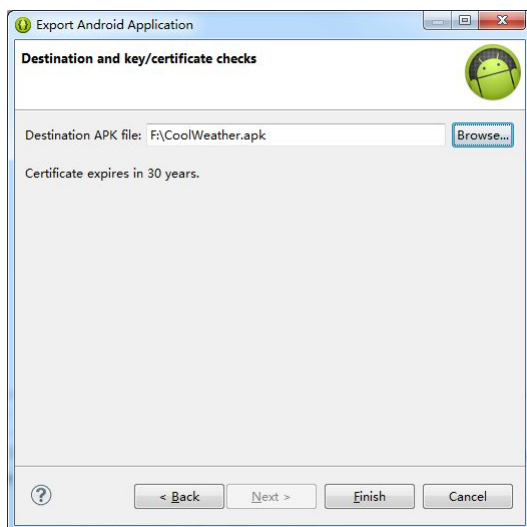 Export Android Application
Destination and key/certificate checks
Destination APK file: F:\CoolWeather.apk Browse...
Certificate expires in 30 years.
< Back Next > Finish Cancel